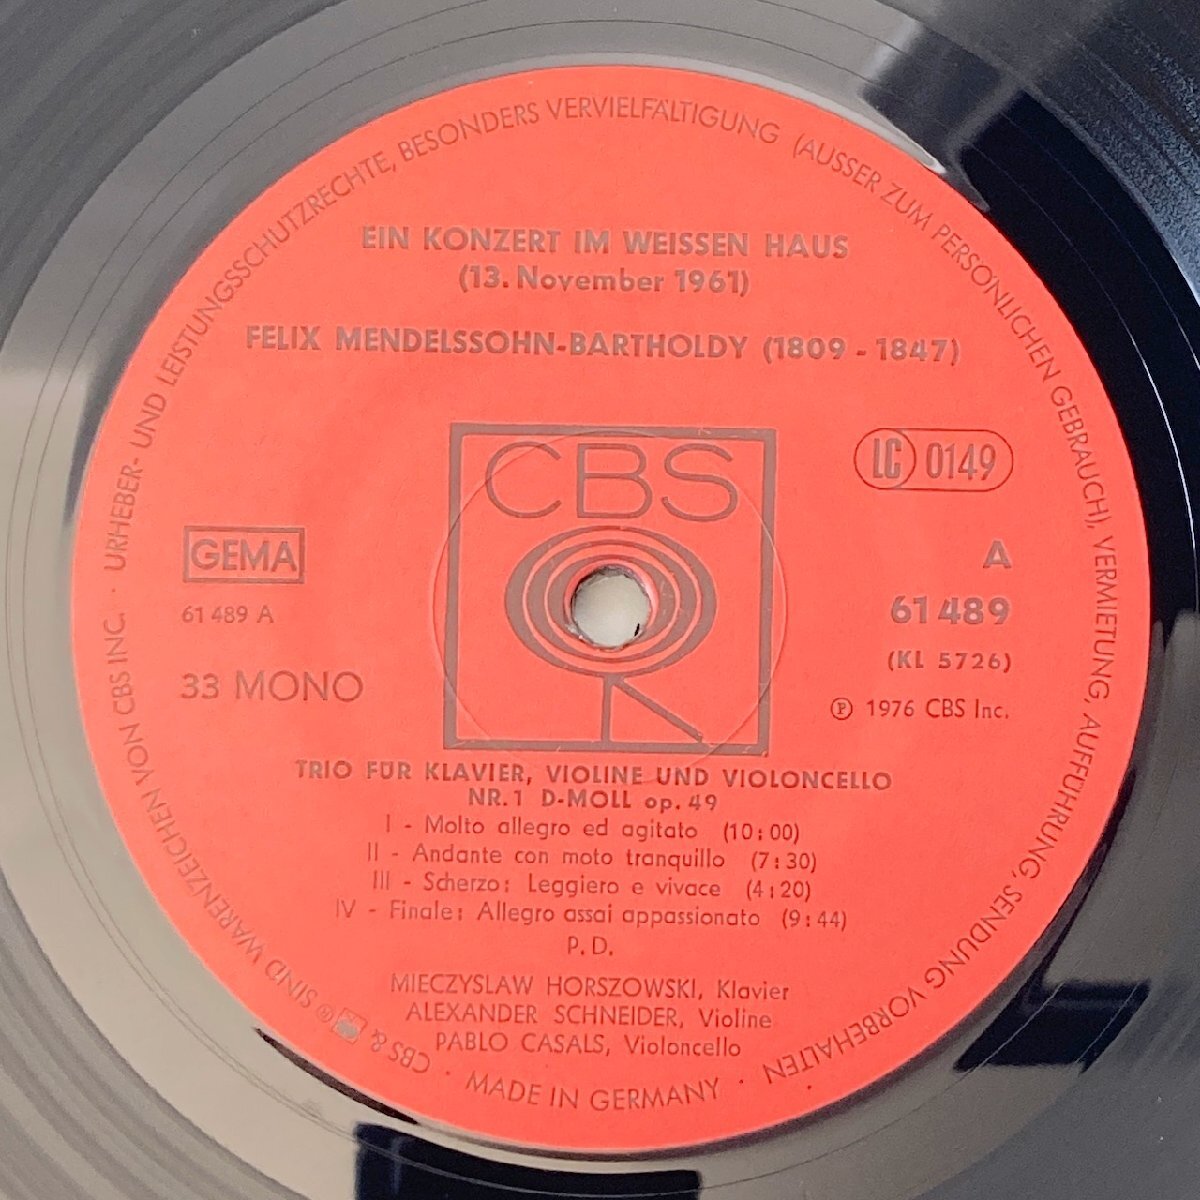 URHEBER- UND LEISTUNGSSCHUTZRECHTE, BESONDERS VERVIELFÄLTIGUNG (AUSSER ZUM PERSÖNLICHEN GEBRAUCH), VERMIETUNG, AUFFÜHRUNG, SENDUNG VORBEHALTEN
EIN KONZERT IM WEISSEN HAUS
(13. November 1961)
FELIX MENDELSSOHN-BARTHOLDY (1809 - 1847)
CBS
LC 0149
GEMA
61 489 A
33 MONO
A
61 489
(KL 5726)
Ⓟ 1976 CBS Inc.
TRIO FÜR KLAVIER, VIOLINE UND VIOLONCELLO
NR. 1 D-MOLL op. 49
I - Molto allegro ed agitato (10:00)
II - Andante con moto tranquillo (7:30)
III - Scherzo: Leggiero e vivace (4:20)
IV - Finale: Allegro assai appassionato (9:44)
P.D.
MIECZYSLAW HORSZOWSKI, Klavier
ALEXANDER SCHNEIDER, Violine
PABLO CASALS, Violoncello
CBS & ® SIND WARENZEICHEN VON CBS INC. ·
· MADE IN GERMANY ·